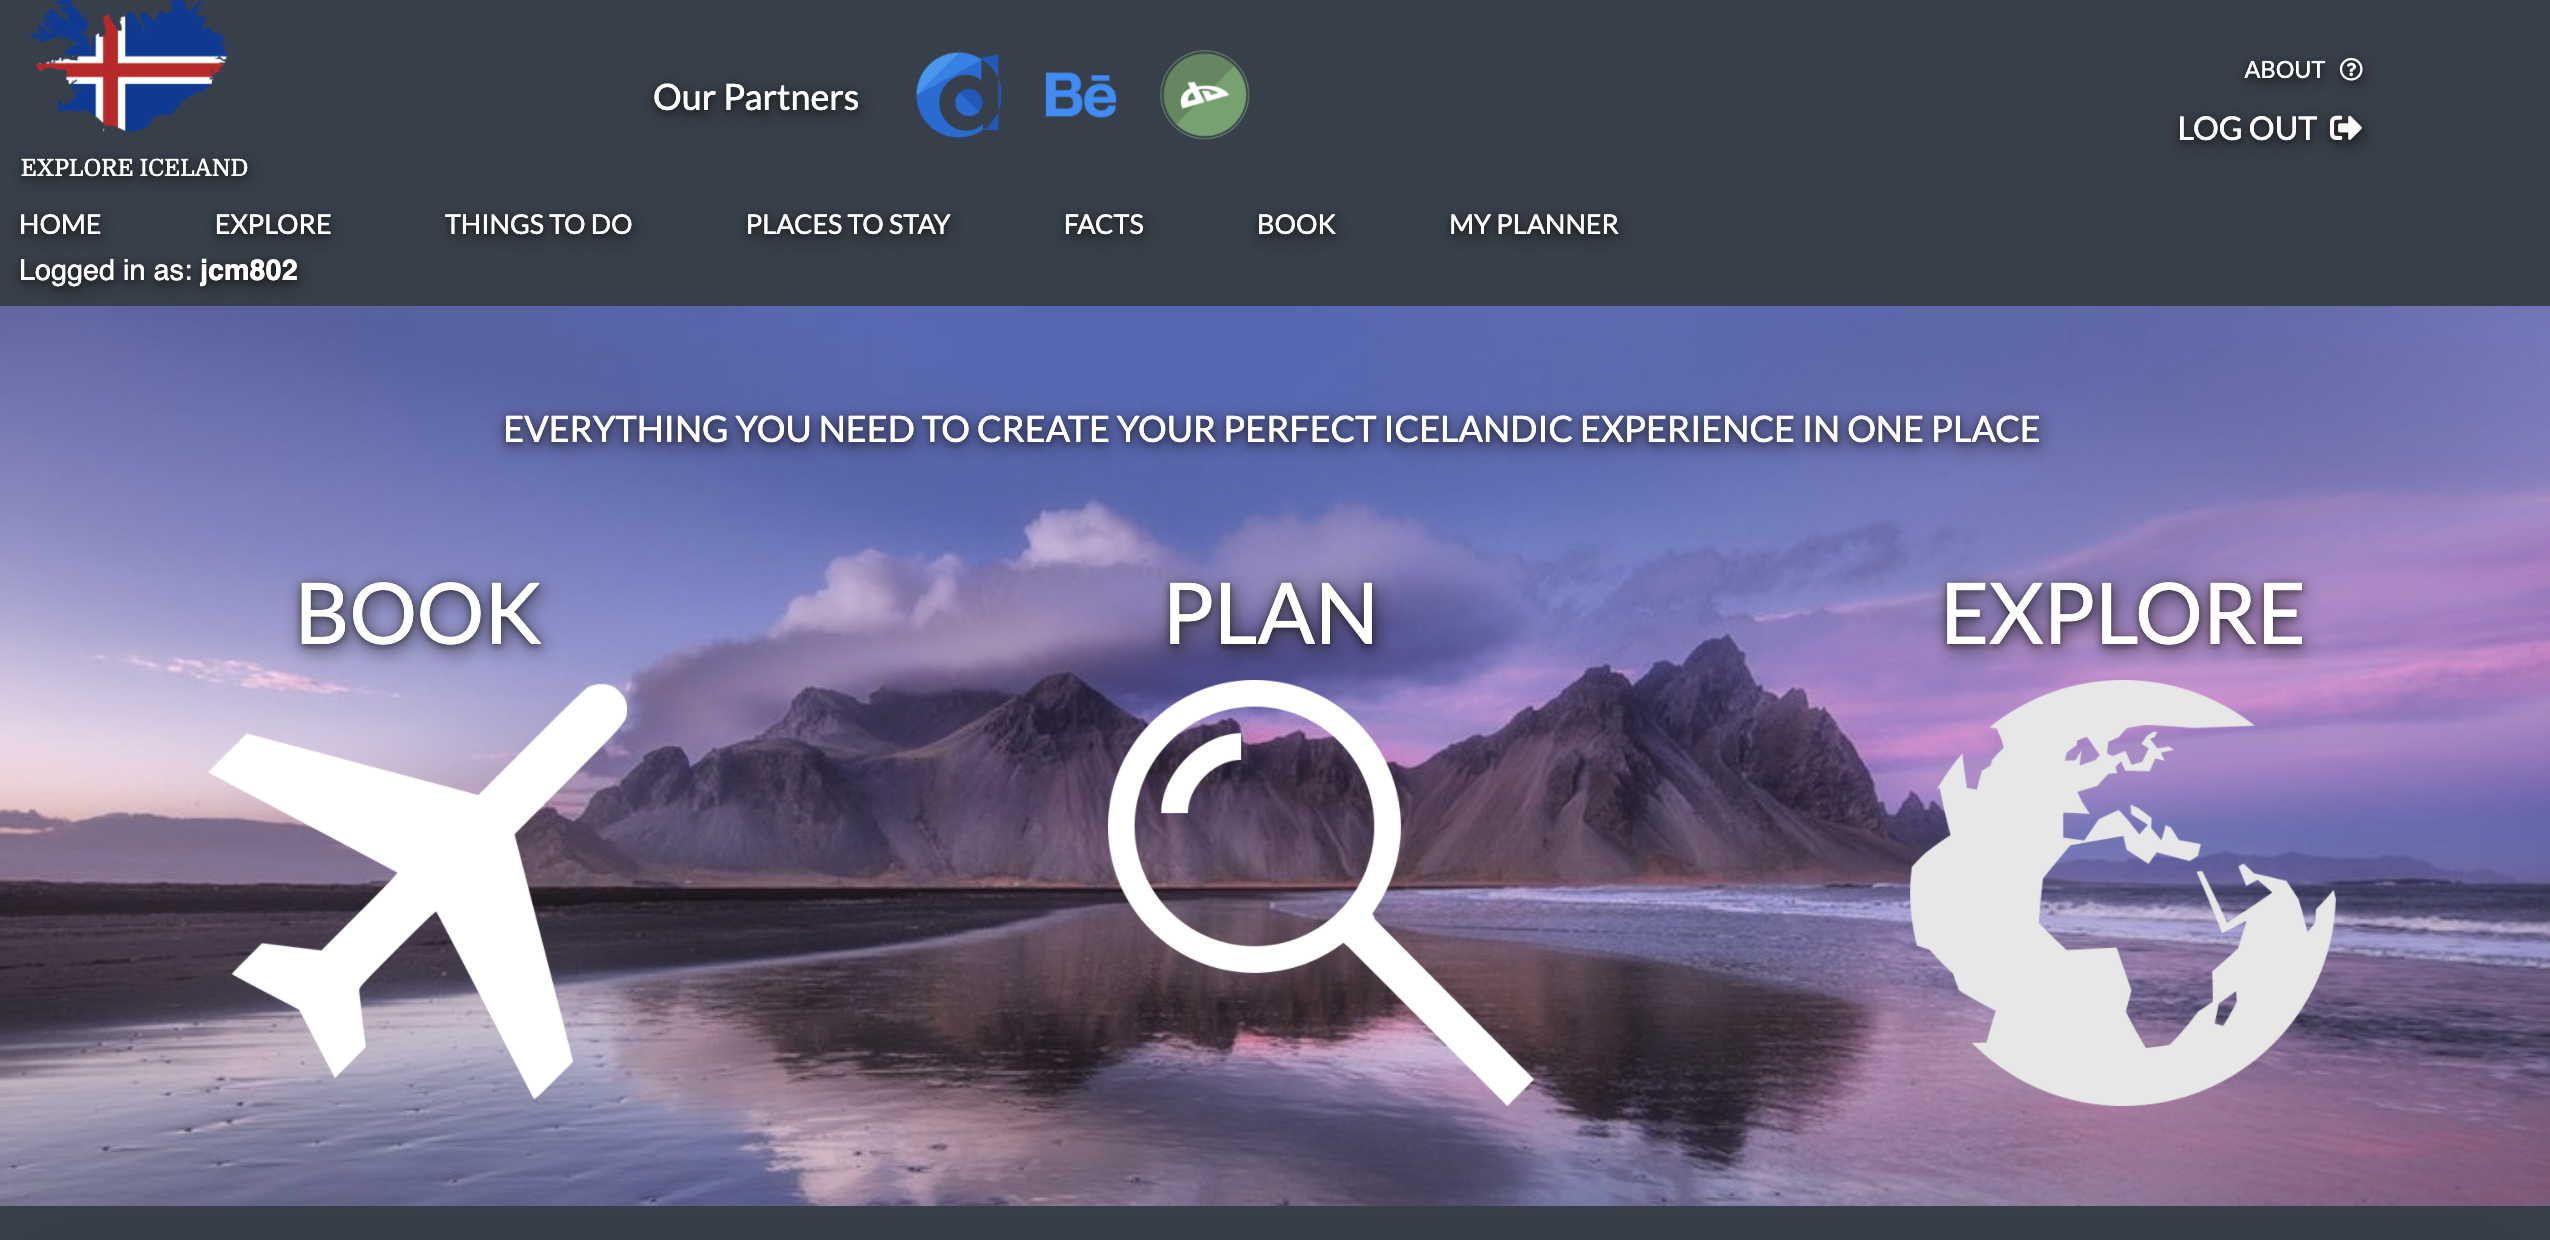 EXPLORE ICELAND
Our Partners
Bē
ABOUT
LOG OUT
HOME EXPLORE THINGS TO DO PLACES TO STAY FACTS BOOK MY PLANNER
Logged in as: jcm802
EVERYTHING YOU NEED TO CREATE YOUR PERFECT ICELANDIC EXPERIENCE IN ONE PLACE
BOOK PLAN EXPLORE